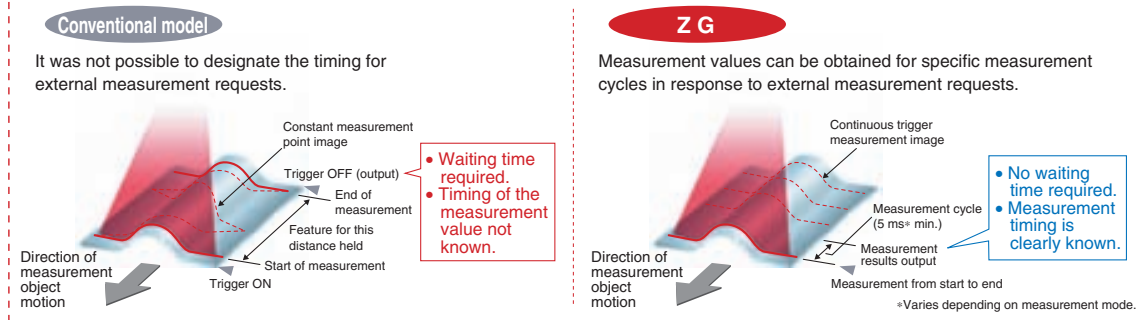 Conventional model
It was not possible to designate the timing for
external measurement requests.
Constant measurement
point image
Trigger OFF (output)
End of
measurement
Feature for this
distance held
Start of measurement
Trigger ON
• Waiting time
required.
• Timing of the
measurement
value not
known.
Direction of
measurement
object
motion
Z G
Measurement values can be obtained for specific measurement
cycles in response to external measurement requests.
Continuous trigger
measurement image
Measurement cycle
(5 ms* min.)
Measurement
results output
Measurement from start to end
• No waiting
time required.
• Measurement
timing is
clearly known.
Direction of
measurement
object
motion
*Varies depending on measurement mode.